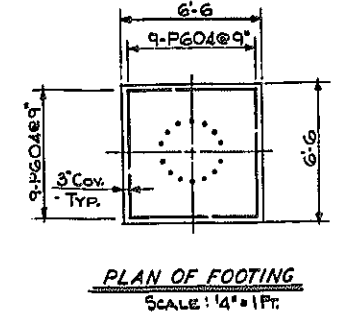 6'-6
9-P604@9"
9-P604@9"
3" Cov.
- TYP.
6'-6
PLAN OF FOOTING
SCALE: 1/4" = 1 FT.